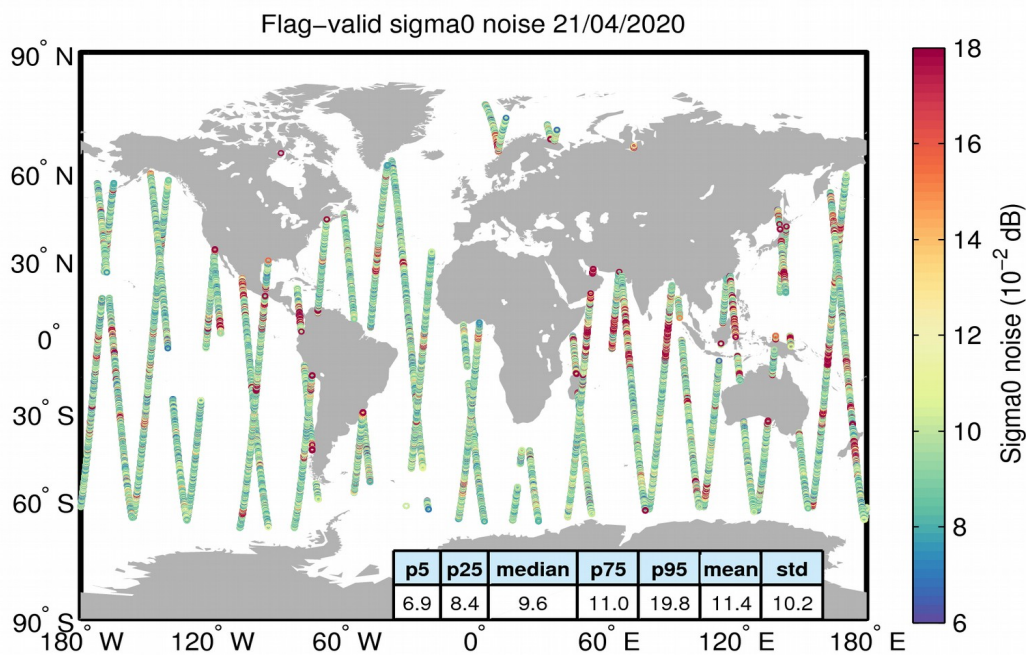 Flag−valid sigma0 noise 21/04/2020
90° N
60° N
30° N
0°
30° S
60° S
90° S
180° W 120° W 60° W 0° 60° E 120° E 180° E
p5 p25 median p75 p95 mean std
6.9 8.4 9.6 11.0 19.8 11.4 10.2
18
16
14
12
10
8
6
Sigma0 noise (10⁻² dB)